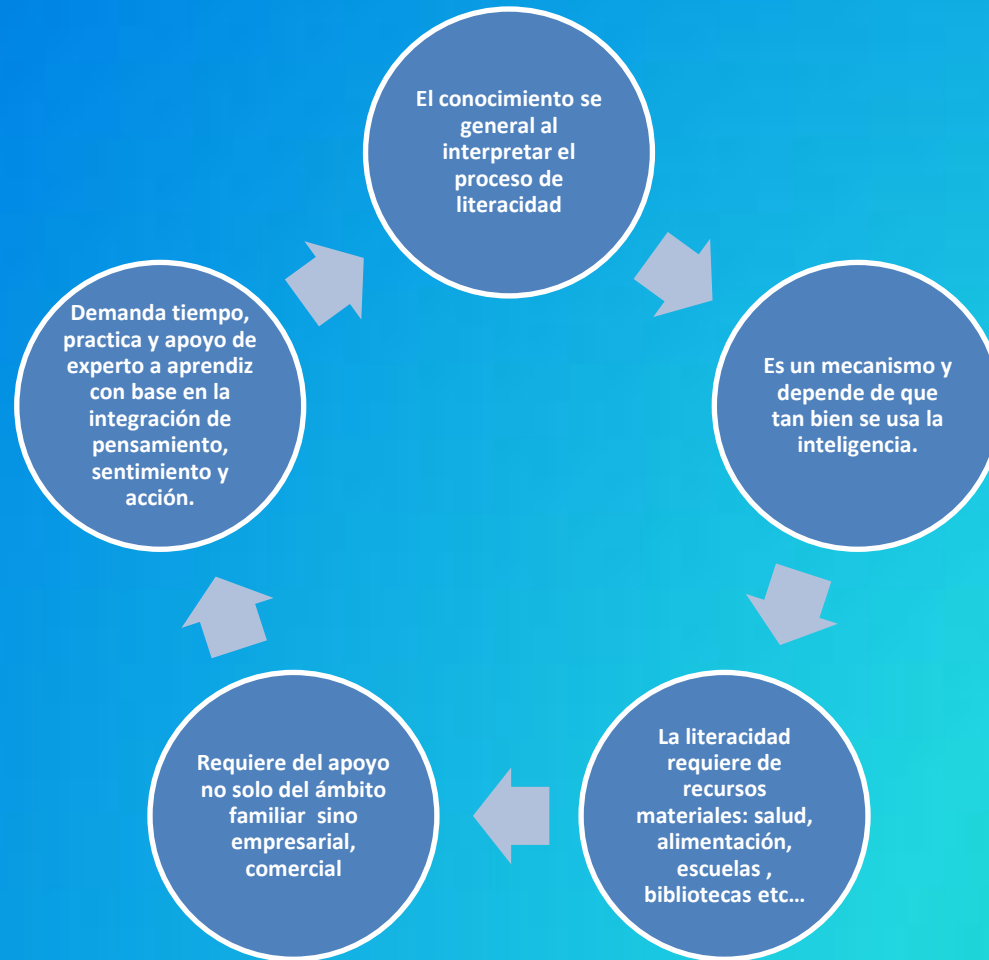 El conocimiento se
general al
interpretar el
proceso de
literacidad
Es un mecanismo y
depende de que
tan bien se usa la
inteligencia.
La literacidad
requiere de
recursos
materiales: salud,
alimentación,
escuelas ,
bibliotecas etc...
Requiere del apoyo
no solo del ámbito
familiar  sino
empresarial,
comercial
Demanda tiempo,
practica y apoyo de
experto a aprendiz
con base en la
integración de
pensamiento,
sentimiento y
acción.